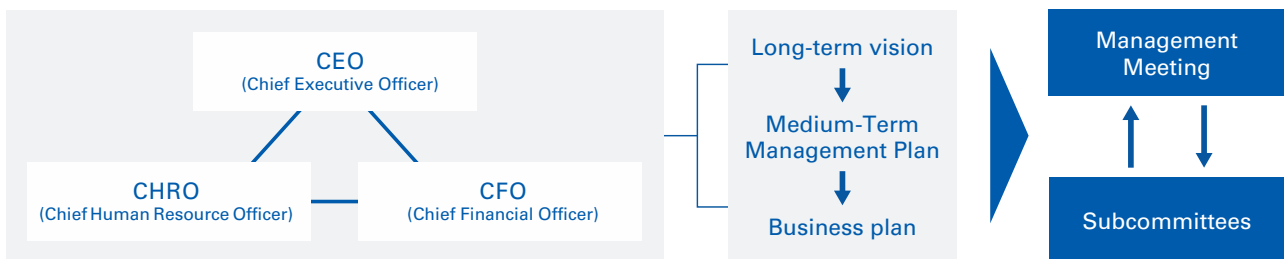 CEO
(Chief Executive Officer)
CHRO
(Chief Human Resource Officer)
CFO
(Chief Financial Officer)
Long-term vision
Medium-Term
Management Plan
Business plan
Management
Meeting
Subcommittees